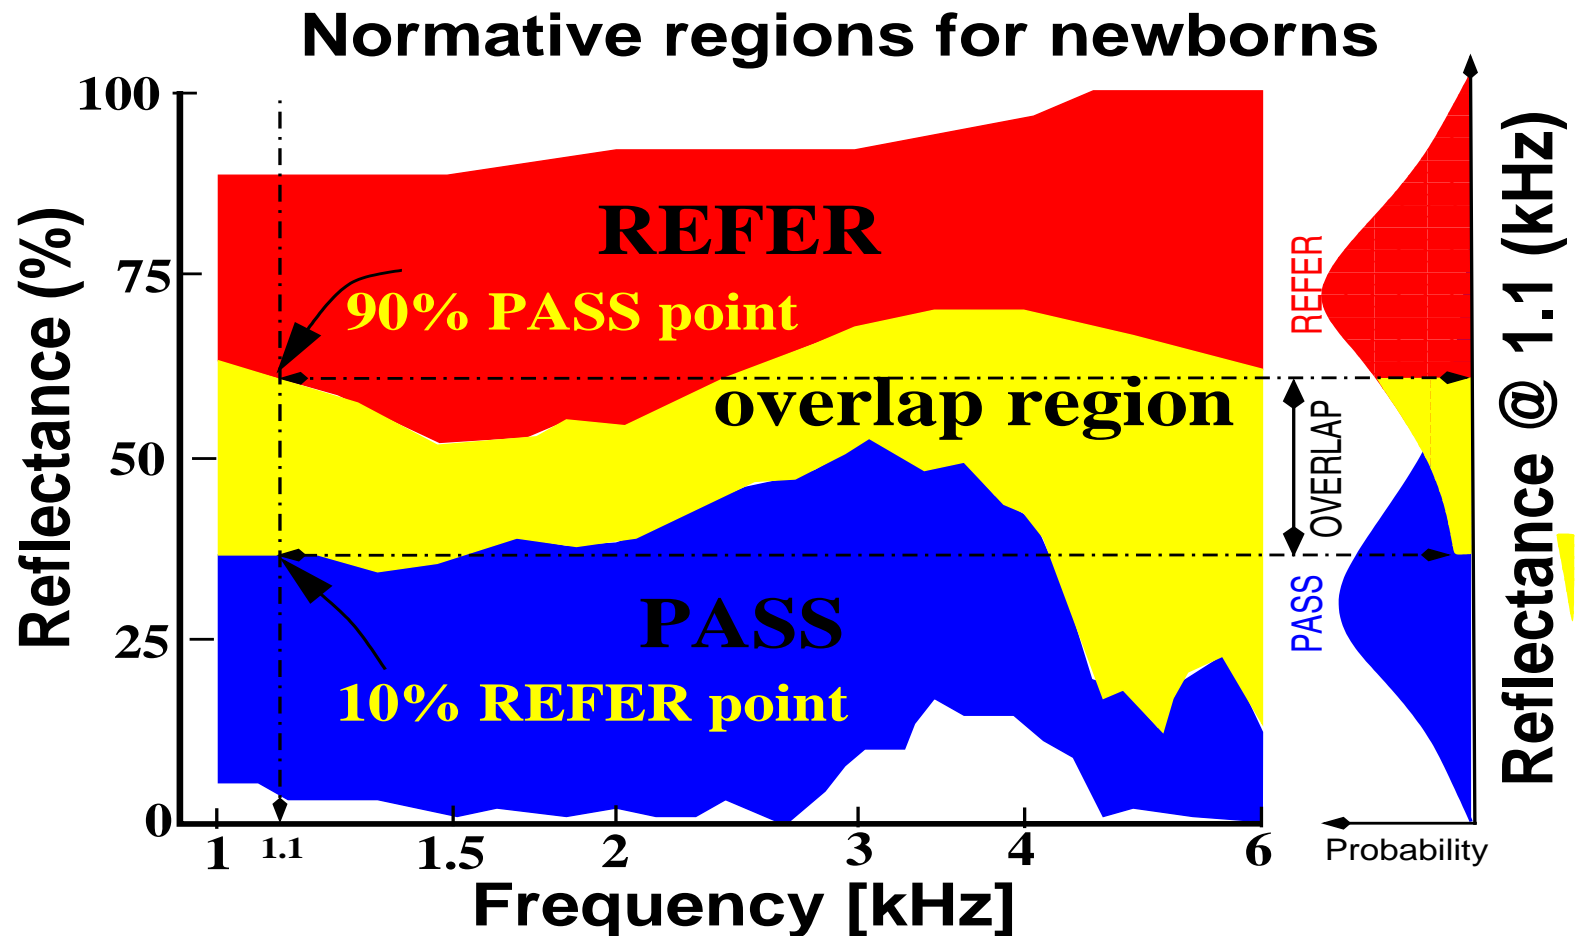 Normative regions for newborns
100
75
50
25
0
Reflectance (%)
REFER
90% PASS point
overlap region
PASS
10% REFER point
1 1.1 1.5 2 3 4 6
Frequency [kHz]
REFER
OVERLAP
PASS
Probability
Reflectance @ 1.1 (kHz)